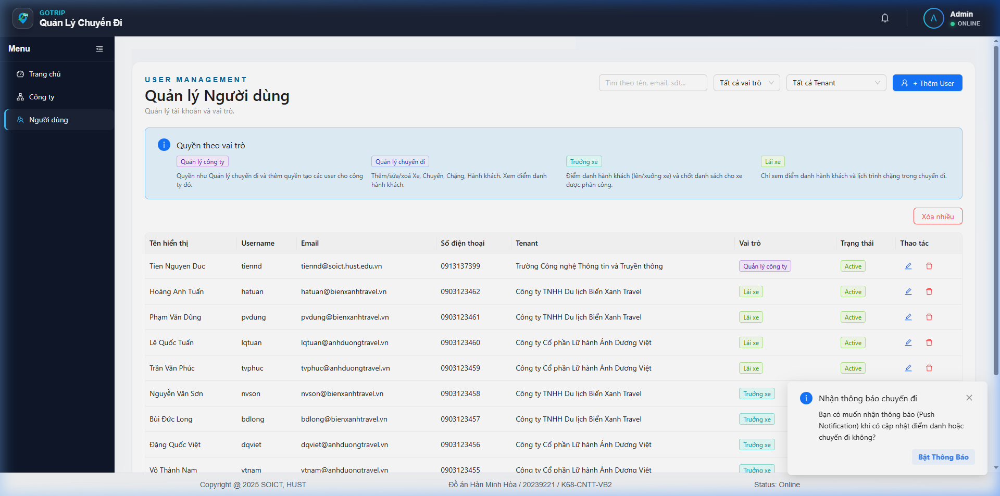 GOTRIP
Quản Lý Chuyến Đi
A
Admin
ONLINE
Menu
Trang chủ
Công ty
Người dùng
USER MANAGEMENT
Quản lý Người dùng
Quản lý tài khoản và vai trò.
Tìm theo tên, email, sđt...
Tất cả vai trò
Tất cả Tenant
+ Thêm User
Quyền theo vai trò
Quản lý công ty
Quyền như Quản lý chuyến đi và thêm quyền tạo các user cho công
ty đó.
Quản lý chuyến đi
Thêm/sửa/xoá Xe, Chuyến, Chặng, Hành khách. Xem điểm danh
hành khách.
Trưởng xe
Điểm danh hành khách (lên/xuống xe) và chốt danh sách cho xe
được phân công.
Lái xe
Chỉ xem điểm danh hành khách và lịch trình chặng trong chuyến đi.
Xóa nhiều
Tên hiển thị Username Email Số điện thoại Tenant Vai trò Trạng thái Thao tác
Tien Nguyen Duc tiennd tiennd@soict.hust.edu.vn 0913137399 Trường Công nghệ Thông tin và Truyền thông Quản lý công ty Active
Hoàng Anh Tuấn hatuan hatuan@bienxanhtravel.vn 0903123462 Công ty TNHH Du lịch Biển Xanh Travel Lái xe Active
Phạm Văn Dũng pvdung pvdung@bienxanhtravel.vn 0903123461 Công ty TNHH Du lịch Biển Xanh Travel Lái xe Active
Lê Quốc Tuấn lqtuan lqtuan@anhduongtravel.vn 0903123460 Công ty Cổ phần Lữ hành Ánh Dương Việt Lái xe Active
Trần Văn Phúc tvphuc tvphuc@anhduongtravel.vn 0903123459 Công ty Cổ phần Lữ hành Ánh Dương Việt Lái xe Active
Nguyễn Văn Sơn nvson nvson@bienxanhtravel.vn 0903123458 Công ty TNHH Du lịch Biển Xanh Travel Trưởng xe
Bùi Đức Long bdlong bdlong@bienxanhtravel.vn 0903123457 Công ty TNHH Du lịch Biển Xanh Travel Trưởng xe
Đặng Quốc Việt dqviet dqviet@anhduongtravel.vn 0903123456 Công ty Cổ phần Lữ hành Ánh Dương Việt Trưởng xe
Võ Thành Nam vtnam vtnam@anhduongtravel.vn 0903123455 Công ty Cổ phần Lữ hành Ánh Dương Việt Trưởng xe
Nhận thông báo chuyến đi
Bạn có muốn nhận thông báo (Push
Notification) khi có cập nhật điểm danh hoặc
chuyến đi không?
Bật Thông Báo
Copyright @ 2025 SOICT, HUST
Đồ án Hàn Minh Hòa / 20239221 / K68-CNTT-VB2
Status: Online